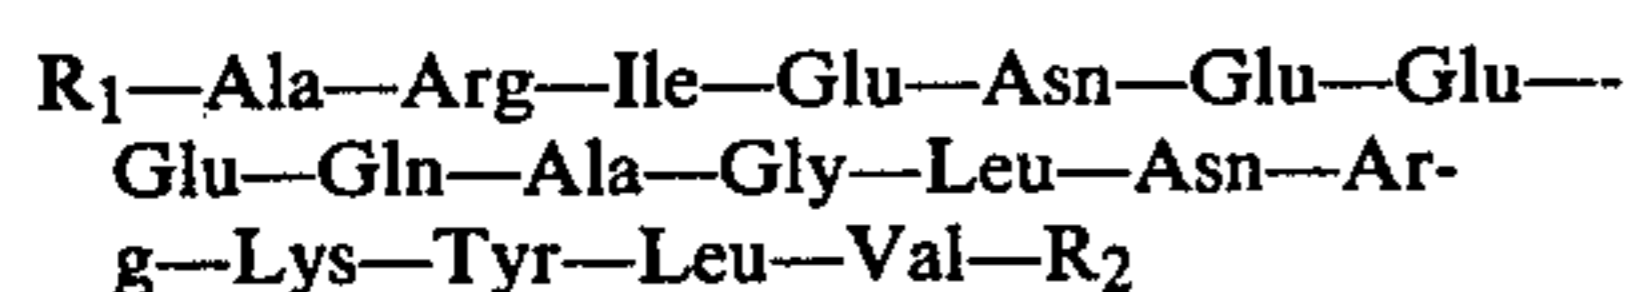 R₁—Ala—Arg—Ile—Glu—Asn—Glu—Glu—-
Glu—Gln—Ala—Gly—Leu—Asn—Ar-
g—Lys—Tyr—Leu—Val—R₂